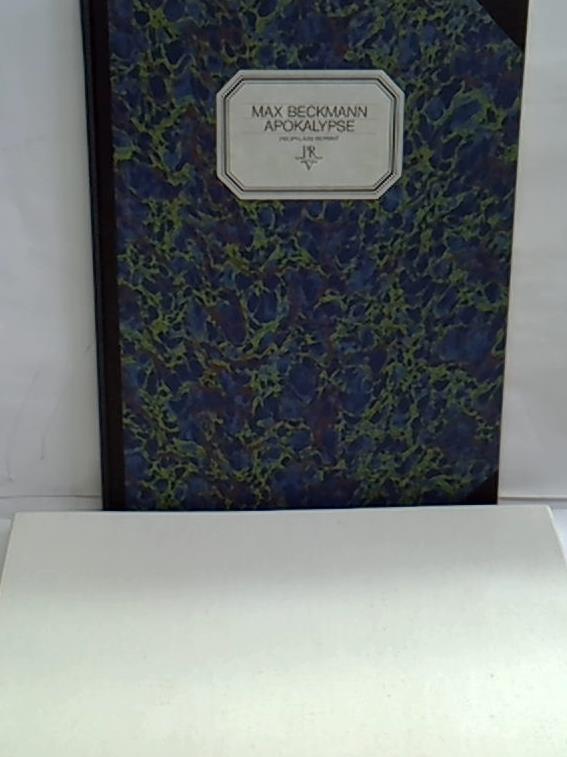 MAX BECKMANN
APOKALYPSE
PROPYLÄEN REPRINT